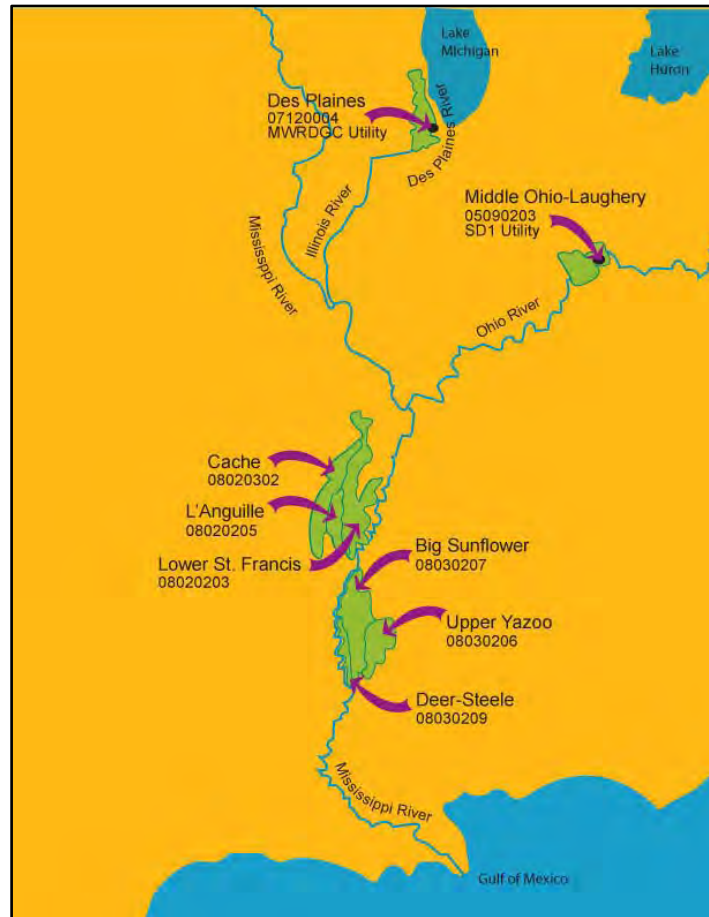 Lake
Michigan
Lake
Huron
Des Plaines
07120004
MWRDGC Utility
Des Plaines River
Middle Ohio-Laughery
05090203
SD1 Utility
Illinois River
Mississppi River
Ohio River
Cache
08020302
L'Anguille
08020205
Lower St. Francis
08020203
Big Sunflower
08030207
Upper Yazoo
08030206
Deer-Steele
08030209
Mississippi River
Gulf of Mexico